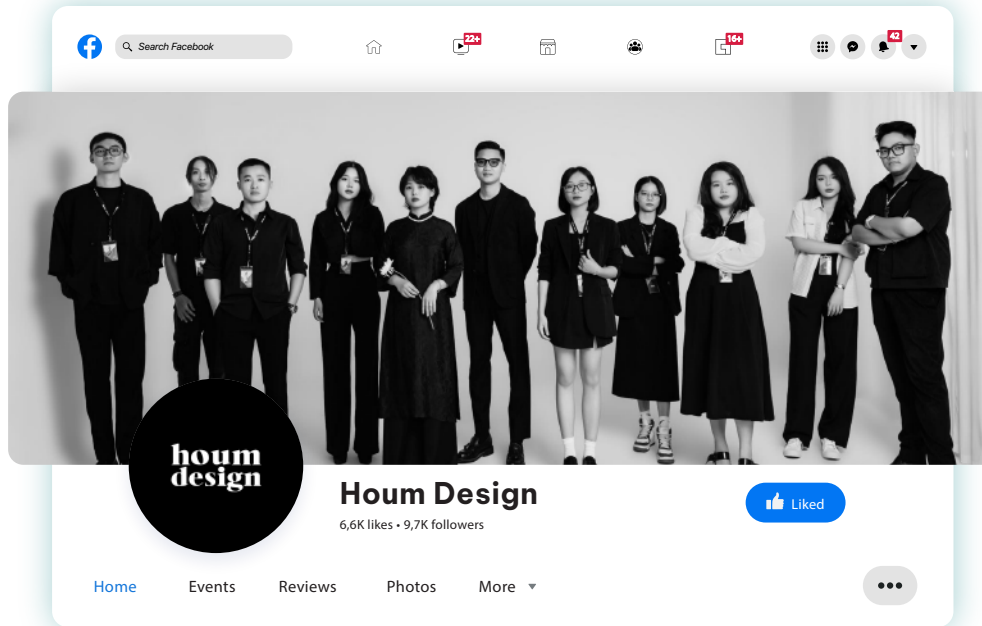 Search Facebook
22+
16+
42
houm
design
Houm Design
6,6K likes • 9,7K followers
Liked
Home
Events
Reviews
Photos
More